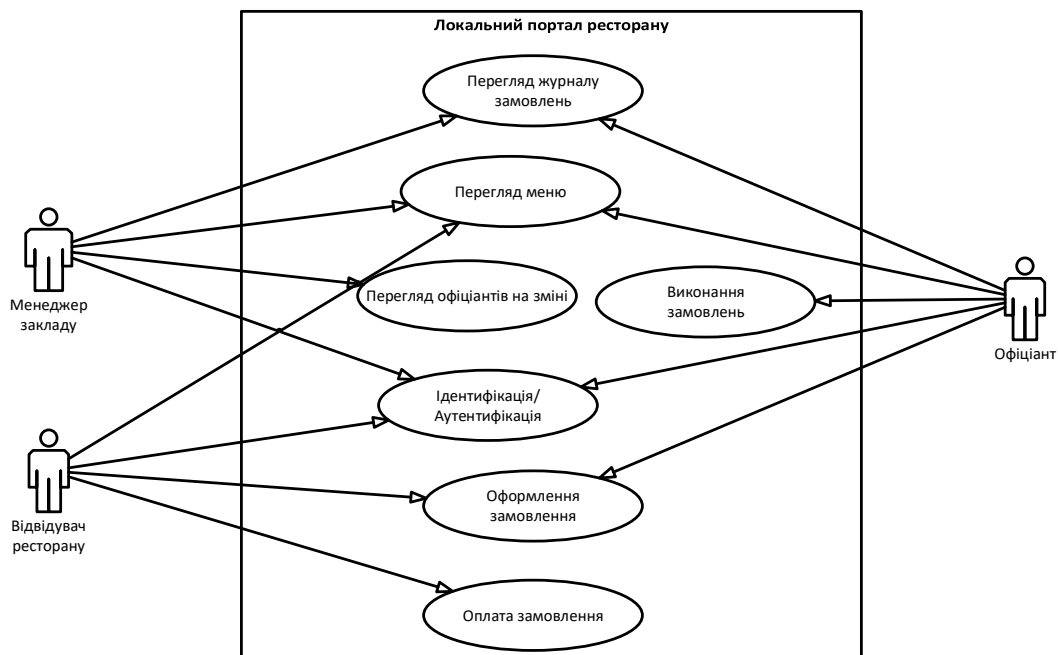 Локальний портал ресторану
Перегляд журналу
замовлень
Перегляд меню
Менеджер
закладу
Перегляд офіціантів на зміні
Виконання
замовлень
Офіціант
Ідентифікація/
Аутентифікація
Відвідувач
ресторану
Оформлення
замовлення
Оплата замовлення